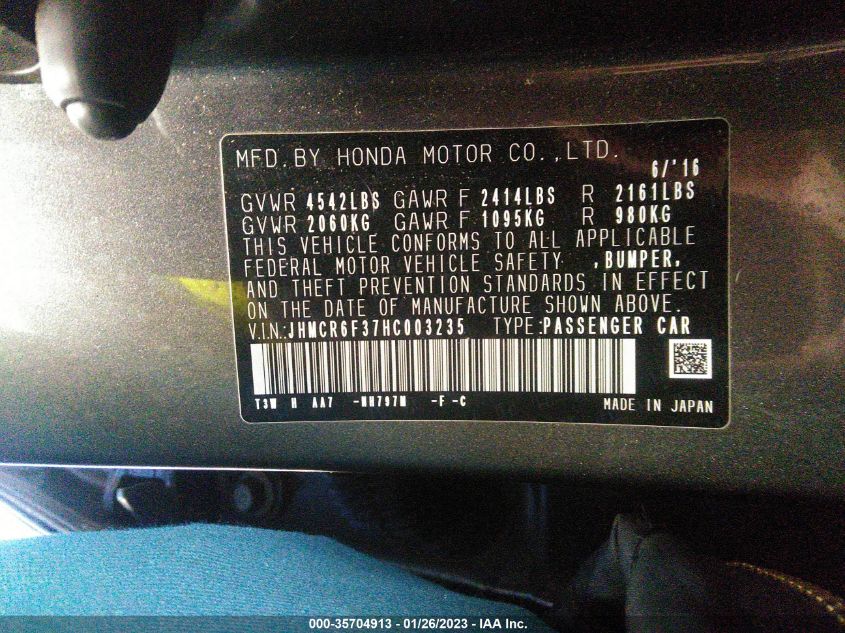 MFD. BY HONDA MOTOR CO., LTD.
6/'16
GVWR 4542LBS GAWR F 2414LBS R 2161LBS
GVWR 2060KG GAWR F 1095KG R 980KG
THIS VEHICLE CONFORMS TO ALL APPLICABLE
FEDERAL MOTOR VEHICLE SAFETY ,BUMPER,
AND THEFT PREVENTION STANDARDS IN EFFECT
ON THE DATE OF MANUFACTURE SHOWN ABOVE.
V.I.N.:JHMCR6F37HC003235 TYPE:PASSENGER CAR
T3W H AA7 -NH797M -F -C MADE IN JAPAN
000-35704913 - 01/26/2023 - IAA Inc.